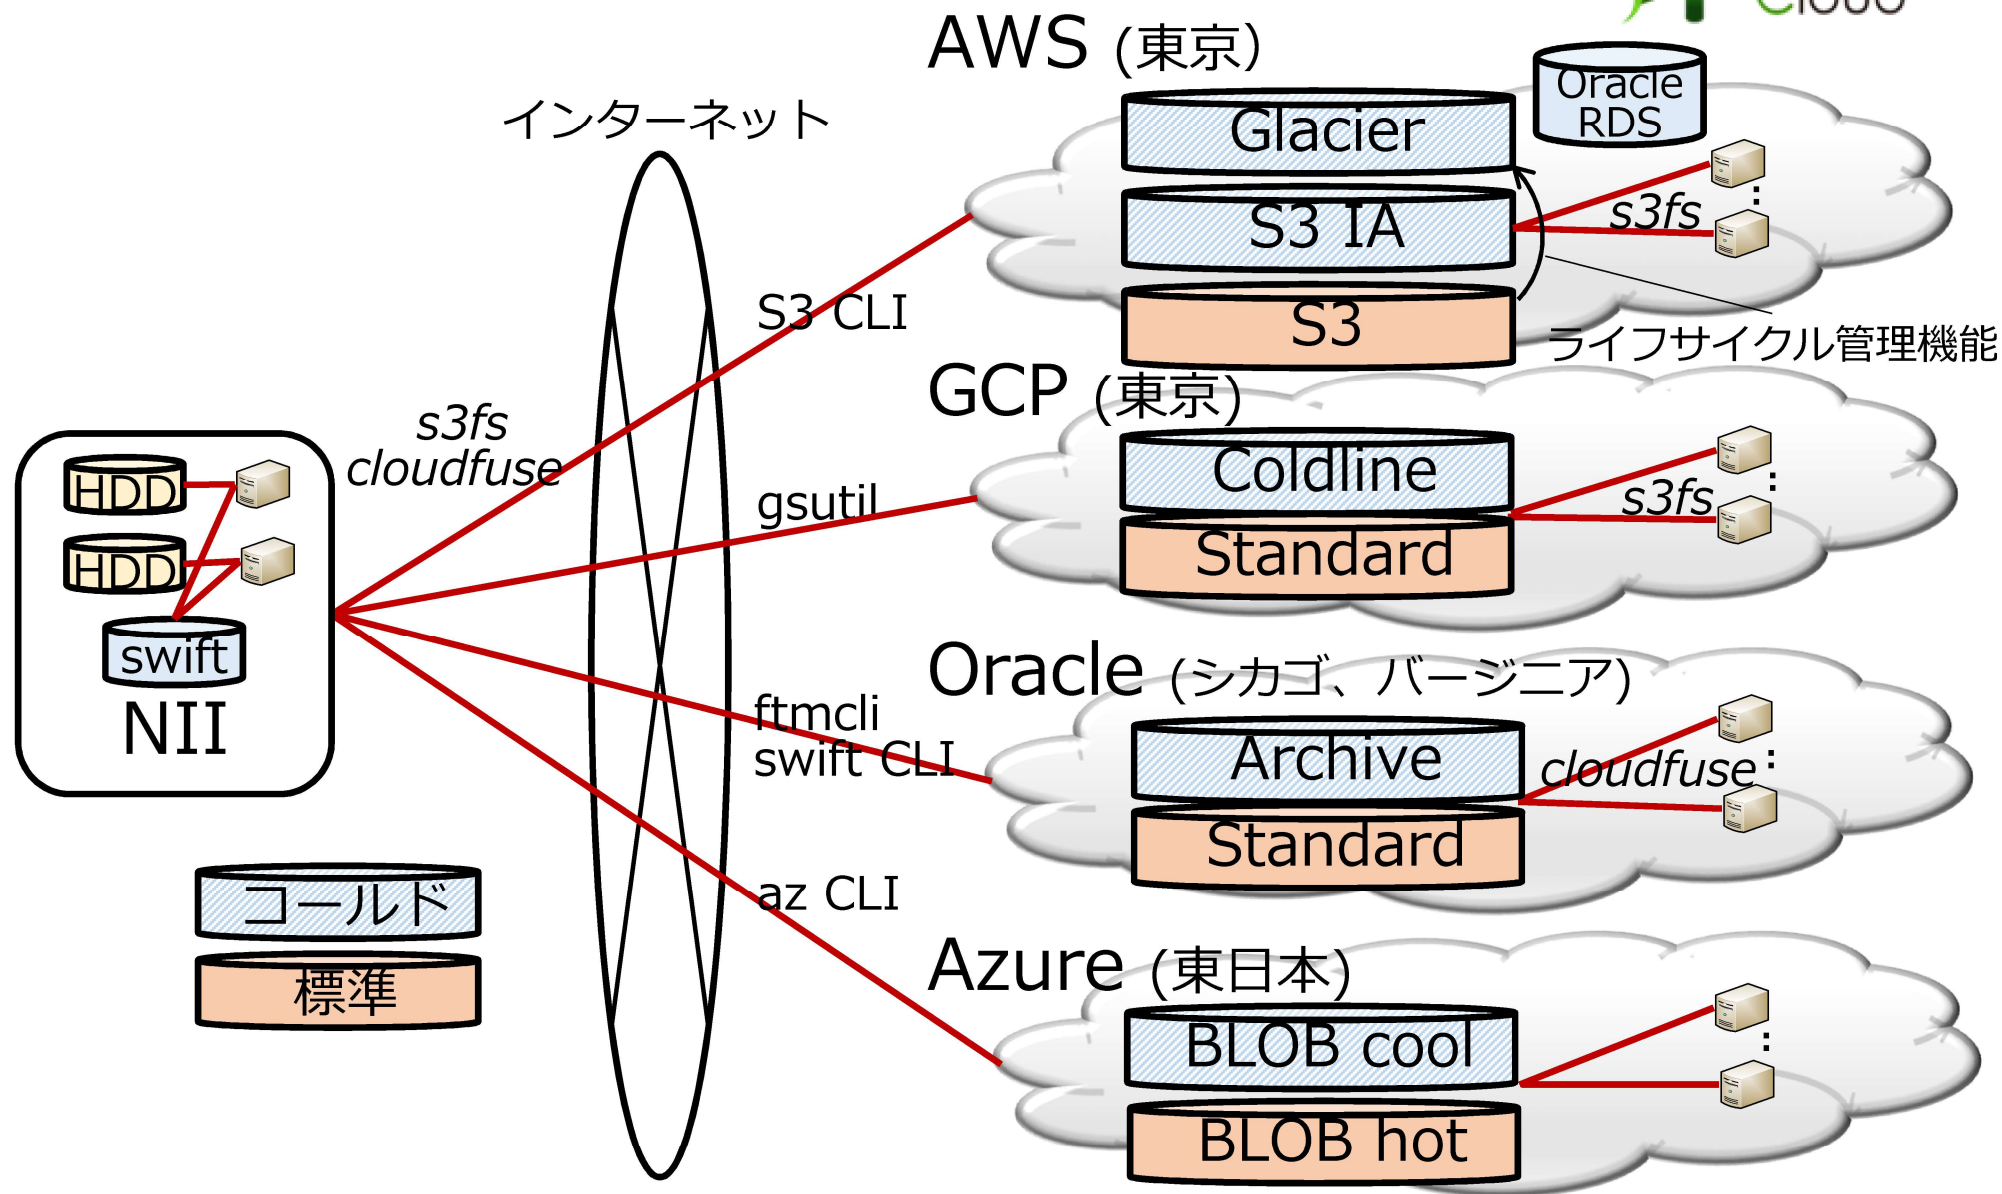 Cloud
AWS (東京)
Oracle
RDS
Glacier
S3 IA
S3
s3fs
ライフサイクル管理機能
インターネット
S3 CLI
GCP (東京)
Coldline
Standard
s3fs
s3fs
cloudfuse
gsutil
HDD
HDD
swift
NII
Oracle (シカゴ、バージニア)
Archive
Standard
cloudfuse
ftmcli
swift CLI
az CLI
コールド
標準
Azure (東日本)
BLOB cool
BLOB hot